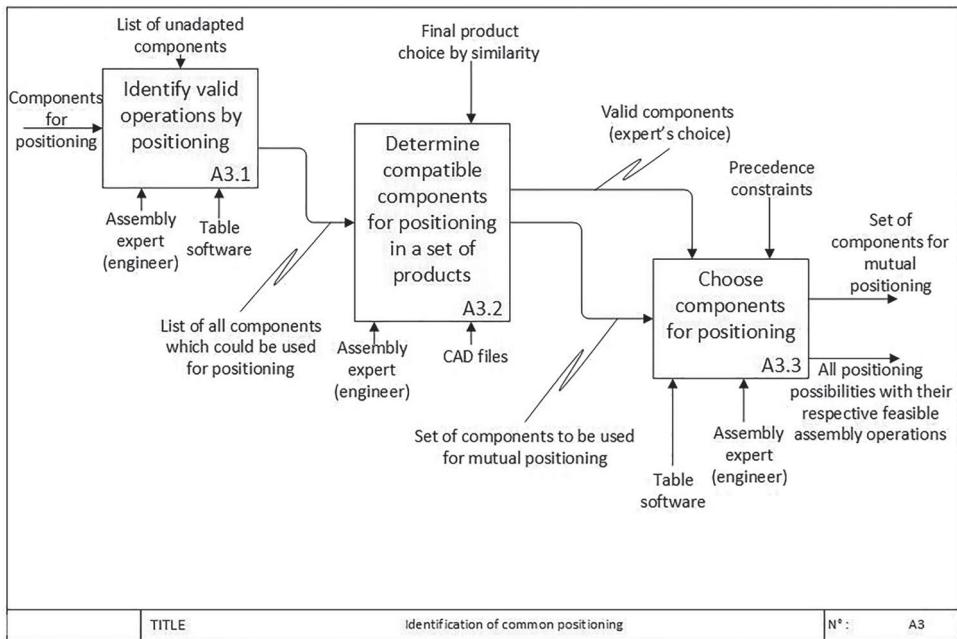 List of unadapted
components
Components
for
positioning
Identify valid
operations by
positioning
A3.1
Assembly
expert
(engineer)
Table
software
List of all components
which could be used
for positioning
Final product
choice by similarity
Determine
compatible
components
for positioning
in a set of
products
A3.2
Assembly
expert
(engineer)
CAD files
Valid components
(expert's choice)
Set of components to be used
for mutual positioning
Precedence
constraints
Choose
components
for positioning
A3.3
Table
software
Assembly
expert
(engineer)
Set of
components for
mutual
positioning
All positioning
possibilities with their
respective feasible
assembly operations
TITLE
Identification of common positioning
N° :
A3